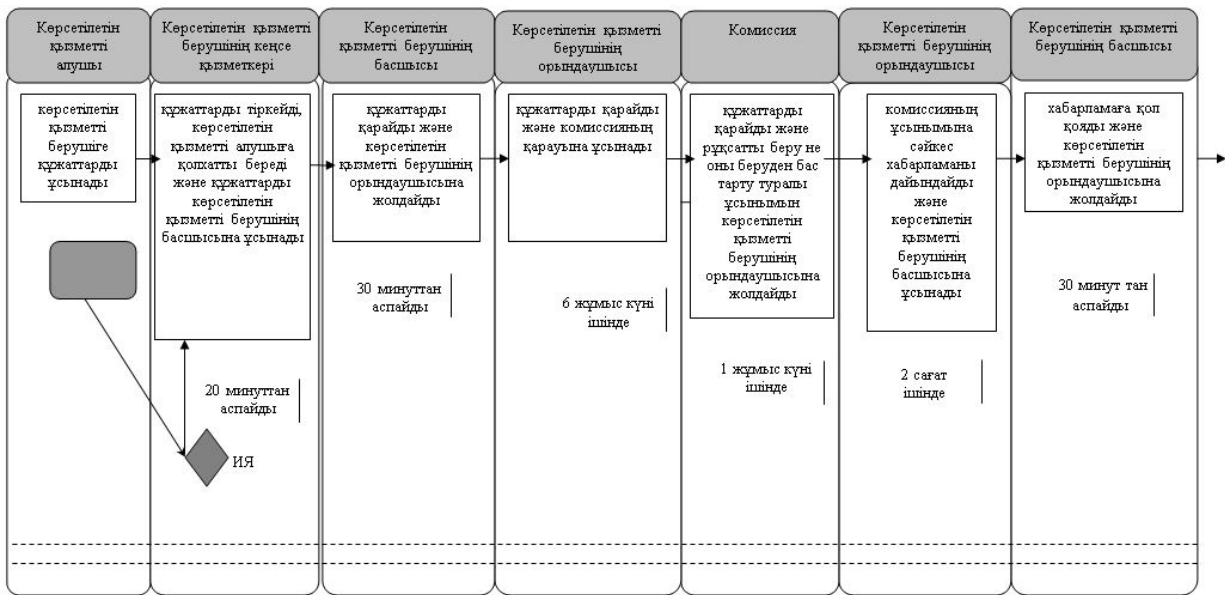 Көрсетілетін
қызметті
алушы
Көрсетілетін қызметті
берушінің кеңсе
қызметкері
Көрсетілетін
қызметті берушінің
басшысы
Көрсетілетін қызметті
берушінің
орындаушысы
Комиссия
Көрсетілетін
қызметті берушінің
орындаушысы
Көрсетілетін қызметті
берушінің басшысы
көрсетілетін
қызметті
берушіге
құжаттарды
ұсынады
құжаттарды тіркейді,
көрсетілетін
қызметті алушыға
қолхатты береді
және құжаттарды
көрсетілетін
қызметті берушінің
басшысына ұсынады
құжаттарды
қарайды және
көрсетілетін
қызметті берушінің
орындаушысына
жолдайды
құжаттарды қарайды
және комиссияның
қарауына ұсынады
құжаттарды
қарайды және
рұқсатты беру не
оны беруден бас
тарту туралы
ұсынымын
көрсетілетін
қызметті
берушінің
орындаушысына
жолдайды
комиссияның
ұсынымына
сәйкес
хабарламаны
дайындайды
және
көрсетілетін
қызметті
берушінің
басшысына
ұсынады
хабарламаға қол
қояды және
көрсетілетін
қызметті берушінің
орындаушысына
жолдайды
20 минуттан
аспайды
30 минуттан
аспайды
6 жұмыс күні
ішінде
1 жұмыс күні
ішінде
2 сағат
ішінде
30 минут тан
аспайды
ИЯ